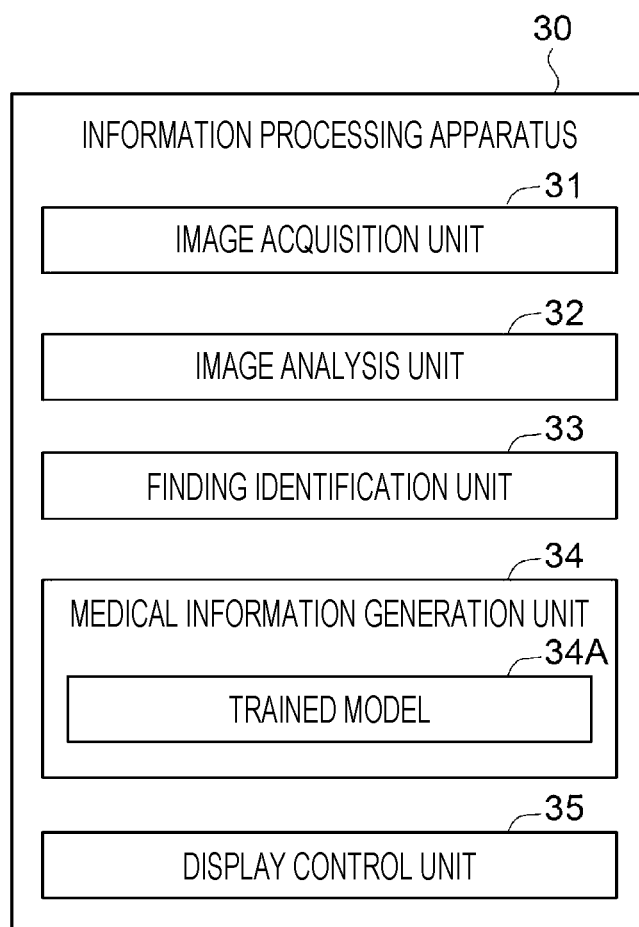 30
INFORMATION PROCESSING APPARATUS
31
IMAGE ACQUISITION UNIT
32
IMAGE ANALYSIS UNIT
33
FINDING IDENTIFICATION UNIT
34
MEDICAL INFORMATION GENERATION UNIT
34A
TRAINED MODEL
35
DISPLAY CONTROL UNIT